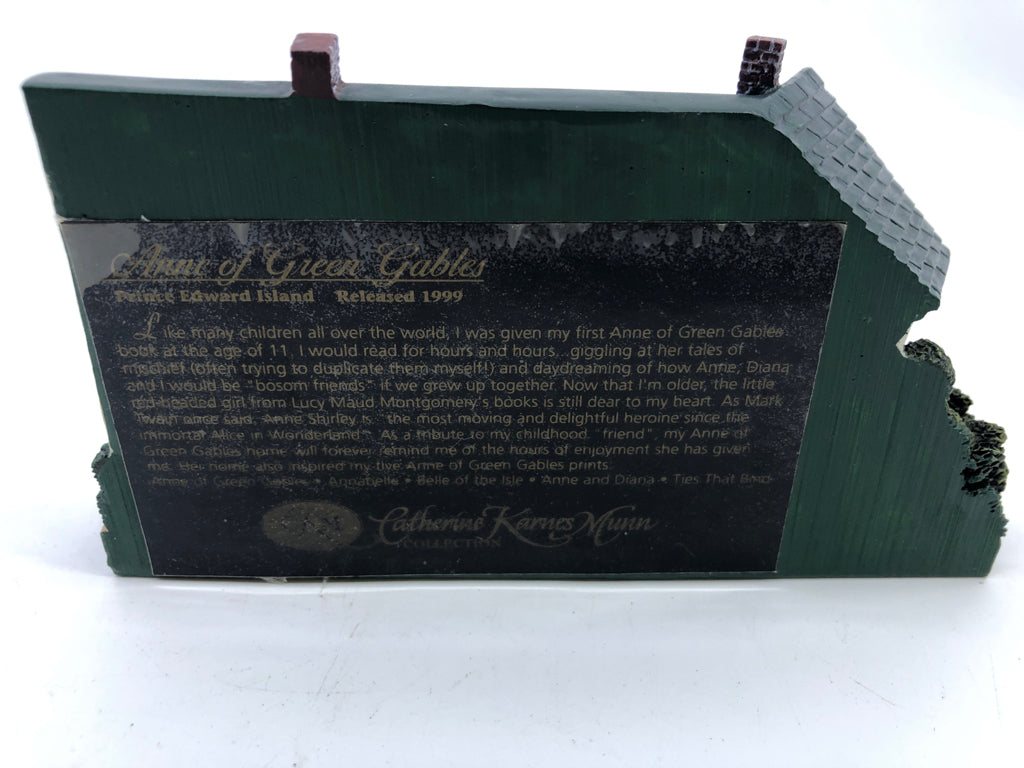 Anne of Green Gables
Prince Edward Island Released 1999
Like many children all over the world, I was given my first Anne of Green Gables
book at the age of 11. I would read for hours and hours...giggling at her tales of
mischief (often trying to duplicate them myself!) and daydreaming of how Anne, Diana
and I would be "bosom friends" if we grew up together. Now that I'm older, the little
red-headed girl from Lucy Maud Montgomery's books is still dear to my heart. As Mark
Twain once said, Anne Shirley is "the most moving and delightful heroine since the
immortal Alice in Wonderland". As a tribute to my childhood "friend", my Anne of
Green Gables home will forever remind me of the hours of enjoyment she has given
me. Her home also inspired my five Anne of Green Gables prints:
Anne of Green Gables • Annabelle • Belle of the Isle • Anne and Diana • Ties That Bind
Catherine Karnes Munn
COLLECTION